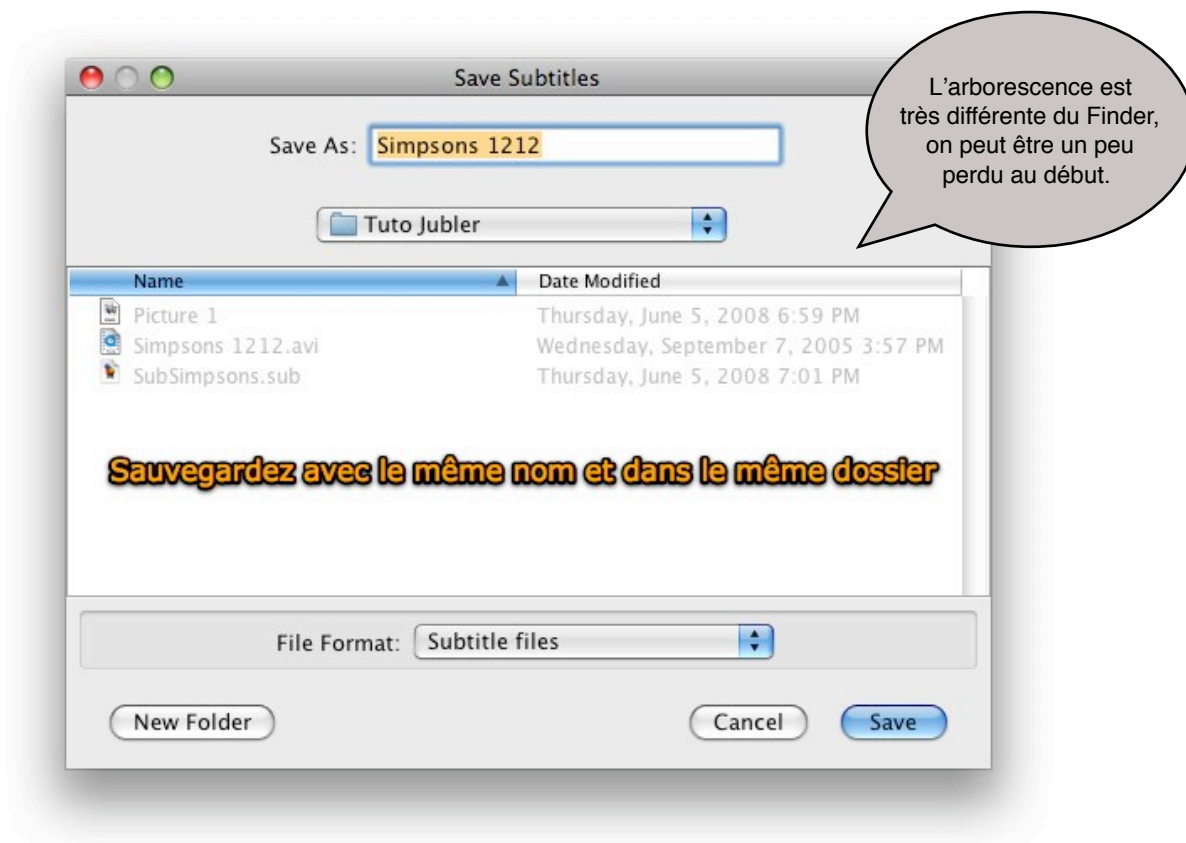 Save Subtitles
L'arborescence est
très différente du Finder,
on peut être un peu
perdu au début.
Save As: Simpsons 1212
Tuto Jubler
Name Date Modified
Picture 1 Thursday, June 5, 2008 6:59 PM
Simpsons 1212.avi Wednesday, September 7, 2005 3:57 PM
SubSimpsons.sub Thursday, June 5, 2008 7:01 PM
Sauvegardez avec le même nom et dans le même dossier
File Format: Subtitle files
New Folder Cancel Save